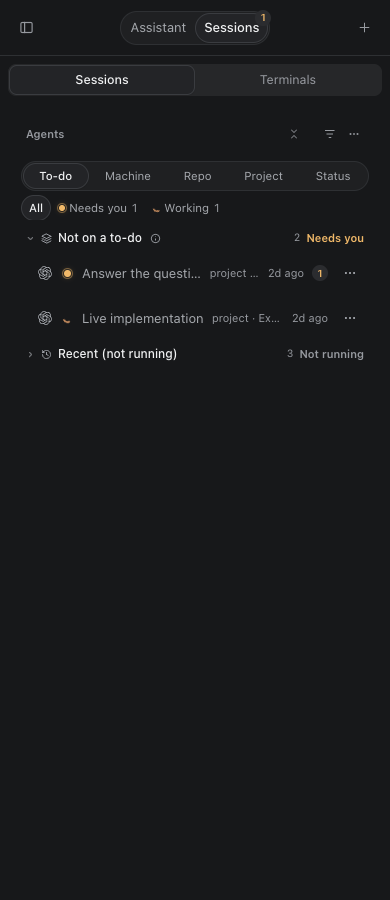 Assistant Sessions 1
Sessions Terminals
Agents
To-do Machine Repo Project Status
All Needs you 1 Working 1
Not on a to-do 2 Needs you
Answer the questi... project ... 2d ago 1
Live implementation project · Ex... 2d ago
Recent (not running) 3 Not running